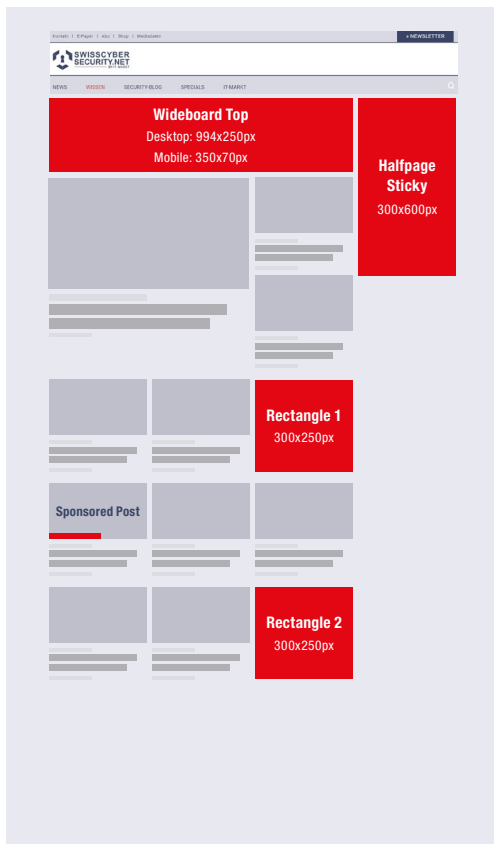 Kontakt | E-Paper | Abo | Shop | Mediadaten
+ NEWSLETTER
SWISSCYBER
SECURITY.NET
NEWS WISSEN SECURITY-BLOG SPECIALS IT-MARKT
Wideboard Top
Desktop: 994x250px
Mobile: 350x70px
Halfpage
Sticky
300x600px
Rectangle 1
300x250px
Sponsored Post
Rectangle 2
300x250px